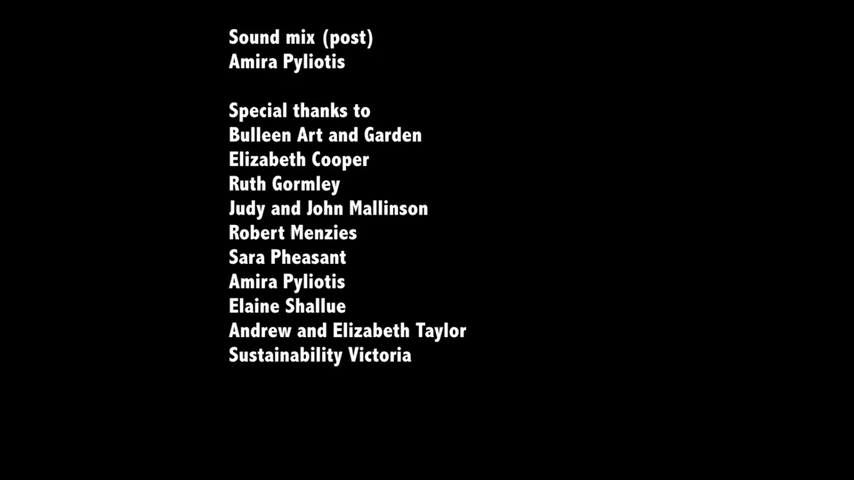 Sound mix (post)
Amira Pyliotis
Special thanks to
Bulleen Art and Garden
Elizabeth Cooper
Ruth Gormley
Judy and John Mallinson
Robert Menzies
Sara Pheasant
Amira Pyliotis
Elaine Shallue
Andrew and Elizabeth Taylor
Sustainability Victoria